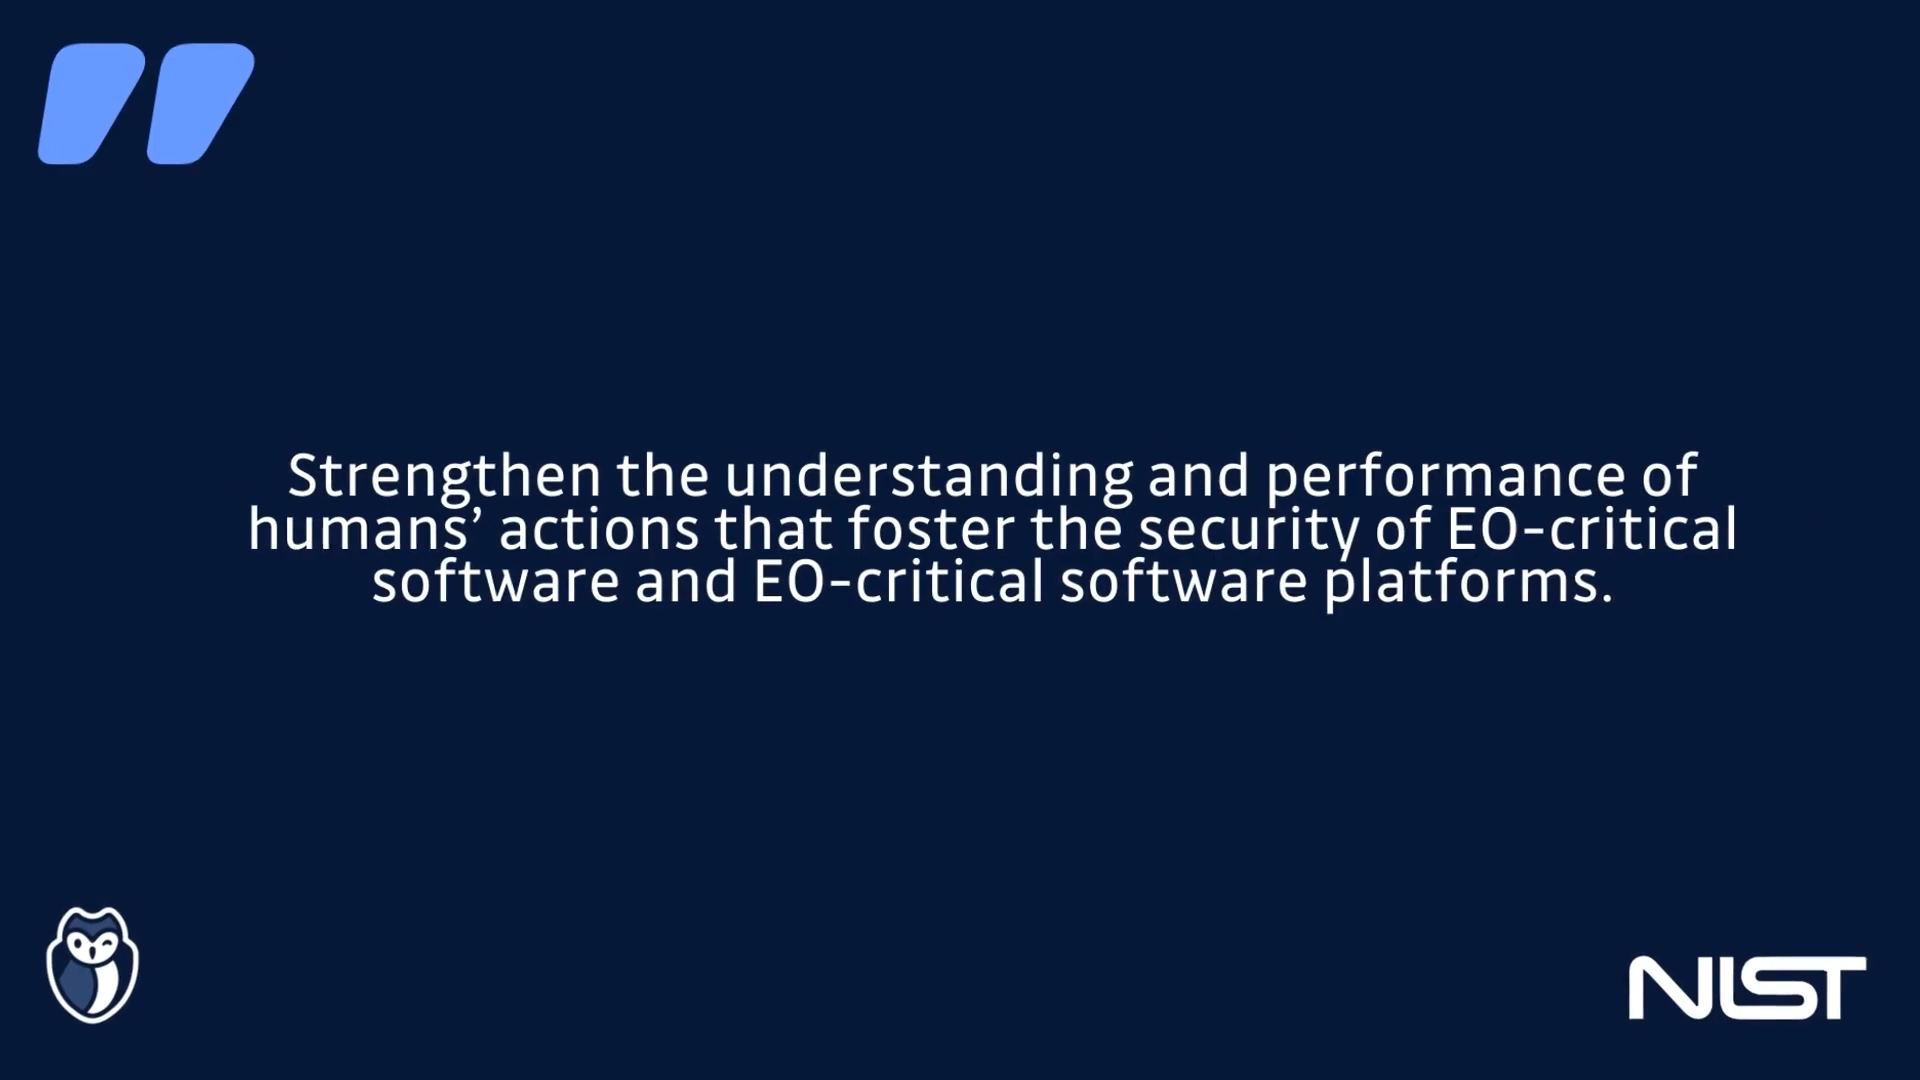 Strengthen the understanding and performance of
humans’ actions that foster the security of EO-critical
software and EO-critical software platforms.
NIST